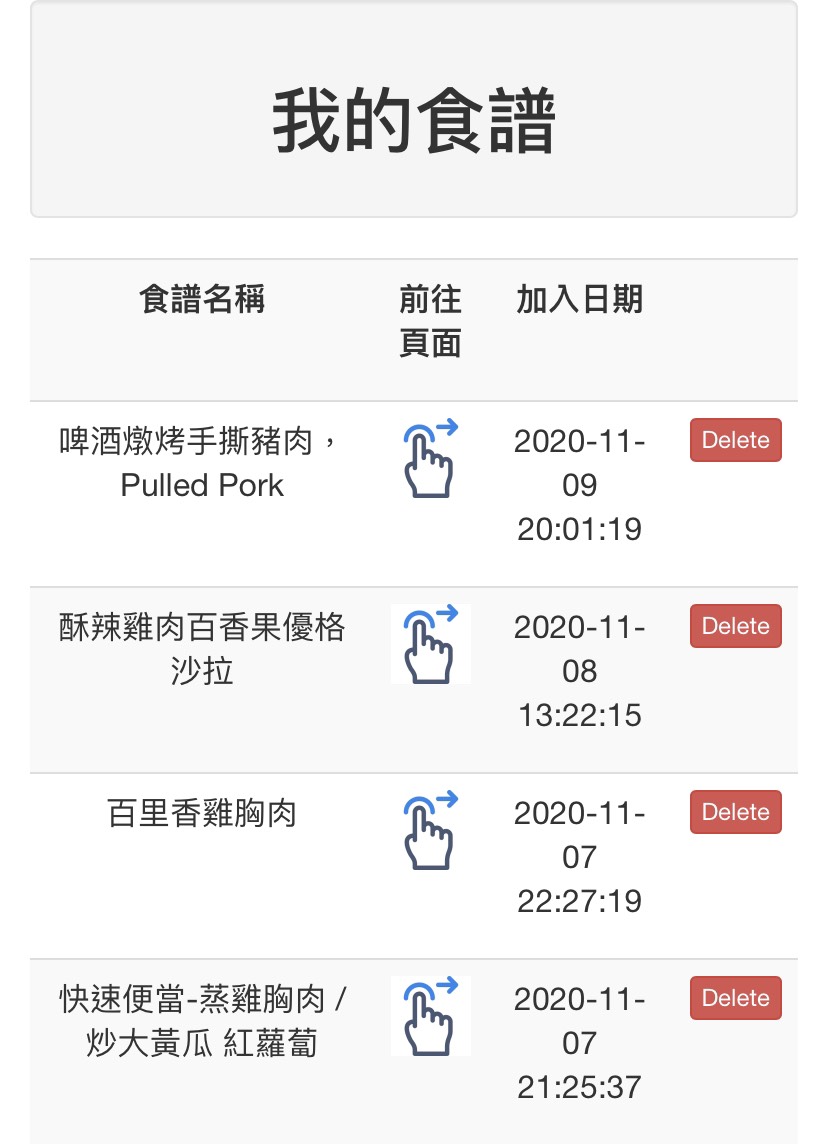 我的食譜
食譜名稱
前往
頁面
加入日期
啤酒燉烤手撕豬肉，
Pulled Pork
2020-11-
09
20:01:19
Delete
酥辣雞肉百香果優格
沙拉
2020-11-
08
13:22:15
Delete
百里香雞胸肉
2020-11-
07
22:27:19
Delete
快速便當-蒸雞胸肉 /
炒大黃瓜 紅蘿蔔
2020-11-
07
21:25:37
Delete